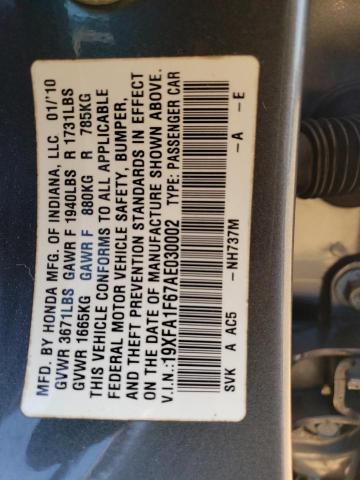 MFD. BY HONDA MFG. OF INDIANA, LLC 01/'10
GVWR 3671LBS GAWR F 1940LBS R 1731LBS
GVWR 1665KG GAWR F 880KG R 785KG
THIS VEHICLE CONFORMS TO ALL APPLICABLE
FEDERAL MOTOR VEHICLE SAFETY, BUMPER,
AND THEFT PREVENTION STANDARDS IN EFFECT
ON THE DATE OF MANUFACTURE SHOWN ABOVE.
V.I.N.:19XFA1F67AE030002 TYPE: PASSENGER CAR
-NH737M -A -E
SVK A AC5